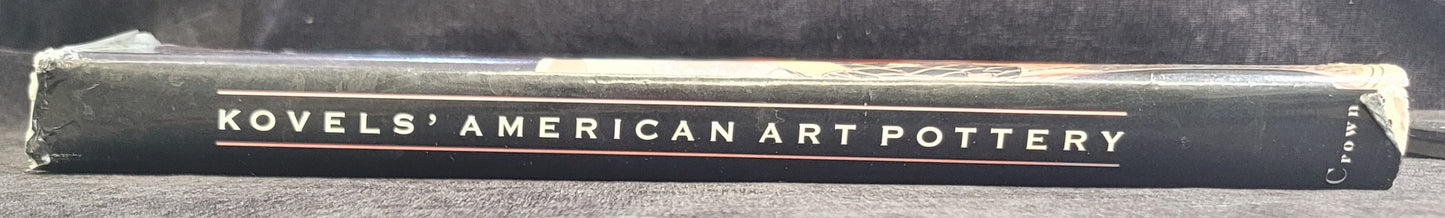 KOVELS' AMERICAN ART POTTERY
Crown